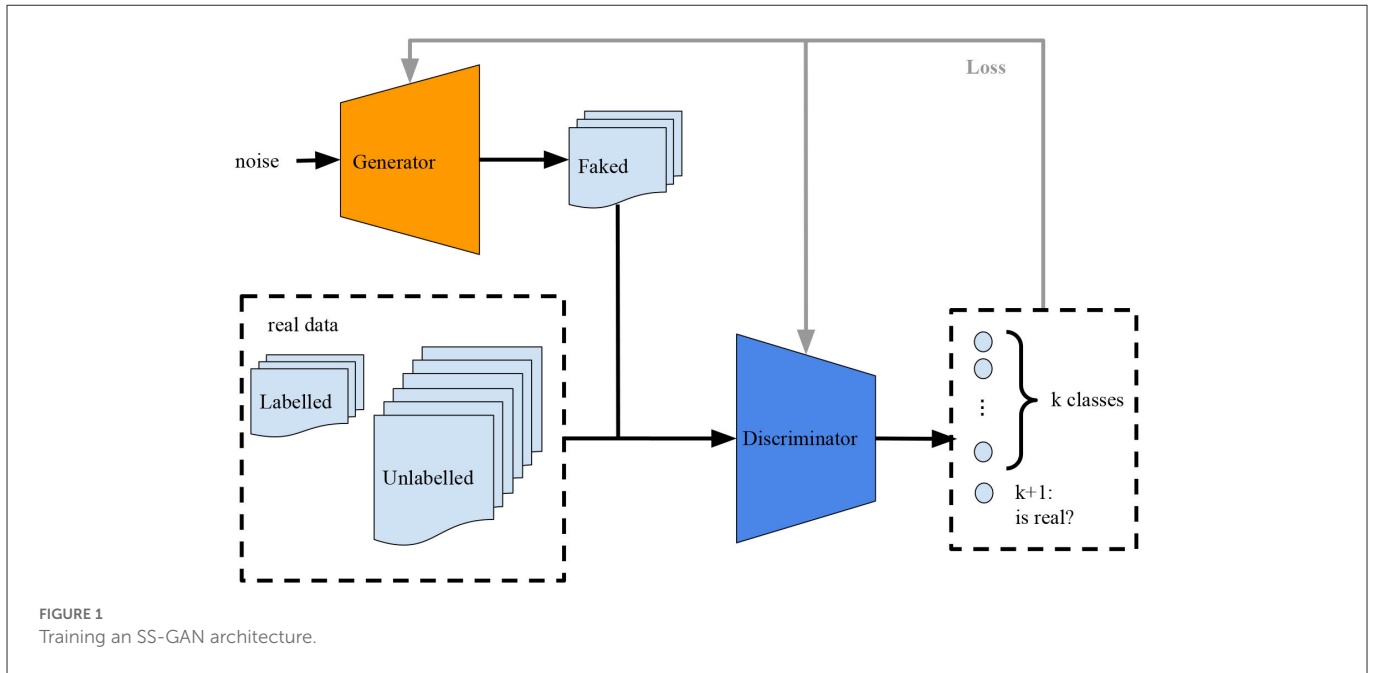 Loss
noise
Generator
Faked
real data
Labelled
Unlabelled
Discriminator
k classes
⋮
k+1:
is real?
FIGURE 1
Training an SS-GAN architecture.